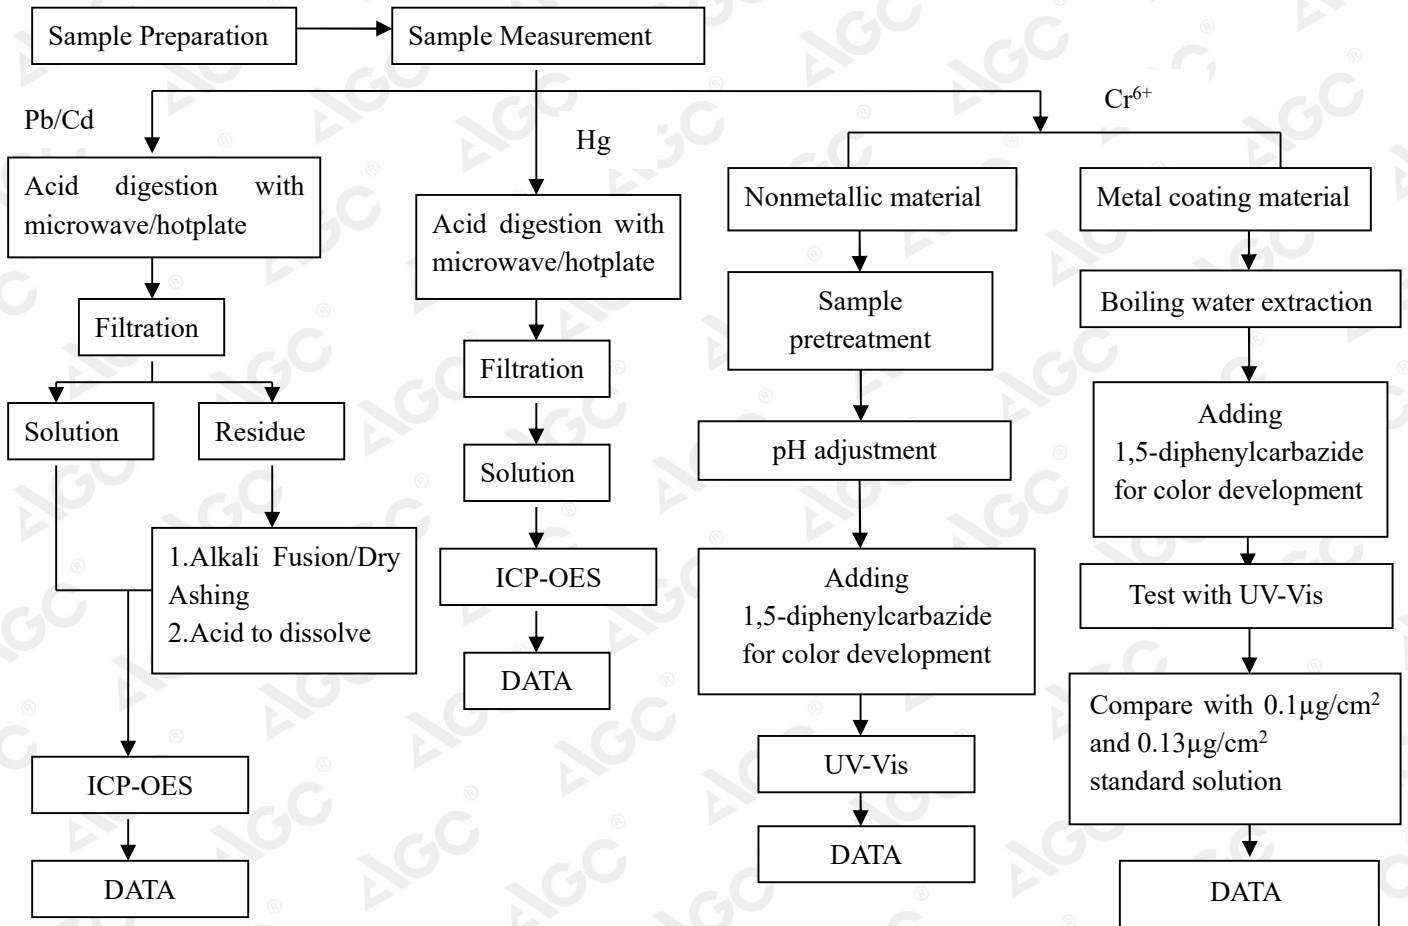 Sample Preparation
Sample Measurement
Pb/Cd
Acid digestion with
microwave/hotplate
Filtration
Solution
Residue
1.Alkali Fusion/Dry
Ashing
2.Acid to dissolve
ICP-OES
DATA
Hg
Acid digestion with
microwave/hotplate
Filtration
Solution
ICP-OES
DATA
Cr⁶⁺
Nonmetallic material
Sample
pretreatment
pH adjustment
Adding
1,5-diphenylcarbazide
for color development
UV-Vis
DATA
Metal coating material
Boiling water extraction
Adding
1,5-diphenylcarbazide
for color development
Test with UV-Vis
Compare with 0.1μg/cm²
and 0.13μg/cm²
standard solution
DATA
AGC®